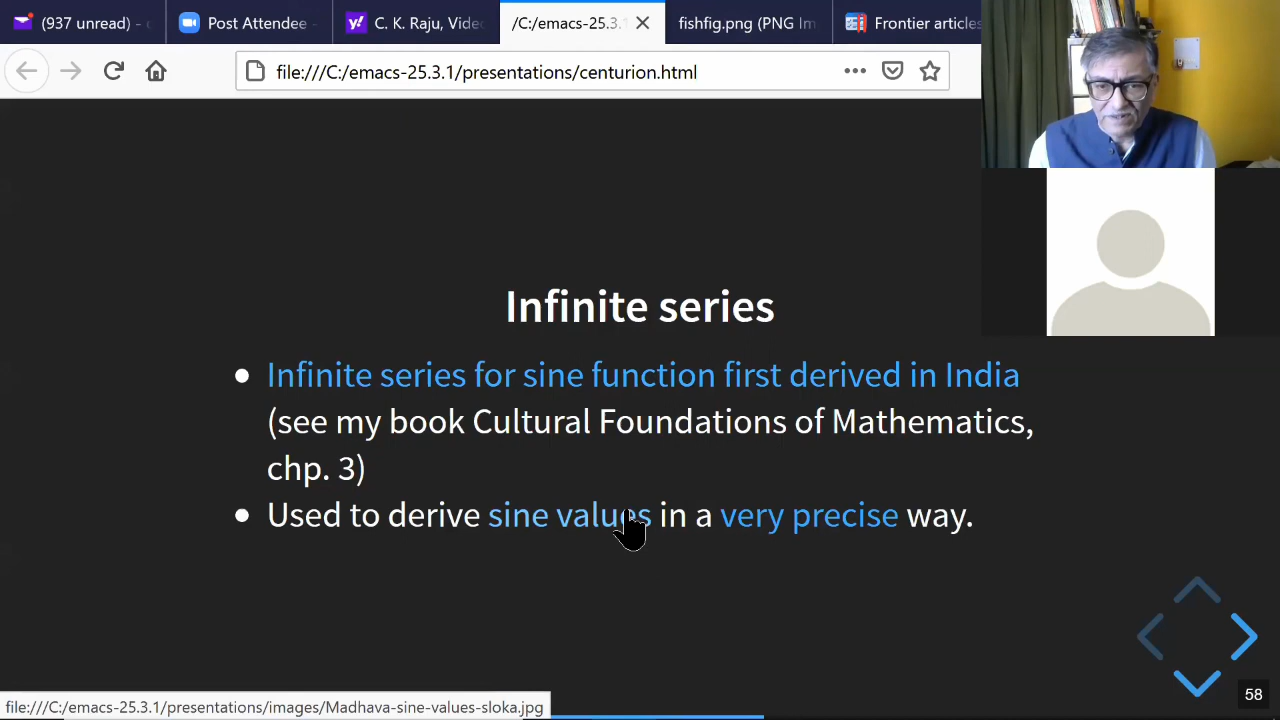 (937 unread) - c
Post Attendee -
C. K. Raju, Video
/C:/emacs-25.3.1
fishfig.png (PNG Im
Frontier articles
file:///C:/emacs-25.3.1/presentations/centurion.html
Infinite series
Infinite series for sine function first derived in India
(see my book Cultural Foundations of Mathematics,
chp. 3)
Used to derive sine values in a very precise way.
file:///C:/emacs-25.3.1/presentations/images/Madhava-sine-values-sloka.jpg
58